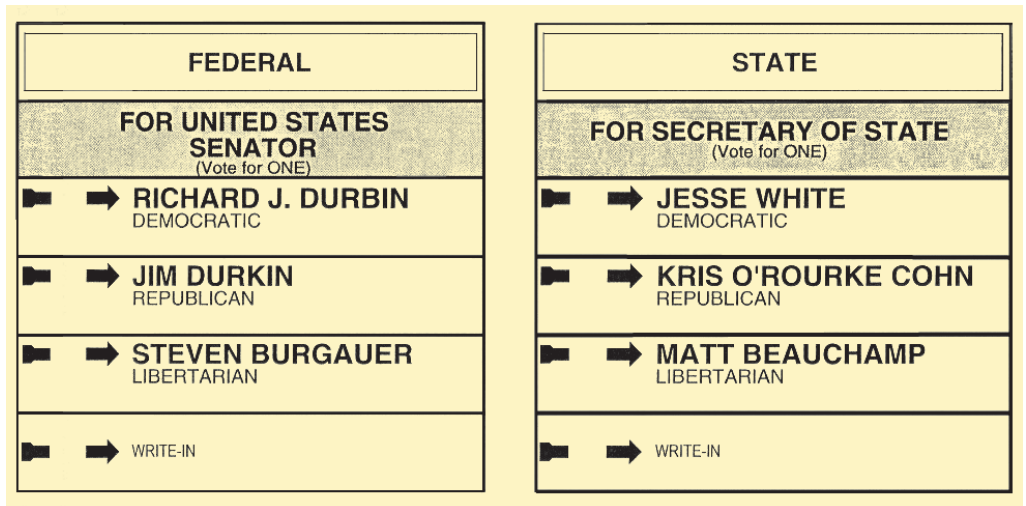 FEDERAL
FOR UNITED STATES
SENATOR
(Vote for ONE)
RICHARD J. DURBIN
DEMOCRATIC
JIM DURKIN
REPUBLICAN
STEVEN BURGAUER
LIBERTARIAN
WRITE-IN
STATE
FOR SECRETARY OF STATE
(Vote for ONE)
JESSE WHITE
DEMOCRATIC
KRIS O'ROURKE COHN
REPUBLICAN
MATT BEAUCHAMP
LIBERTARIAN
WRITE-IN